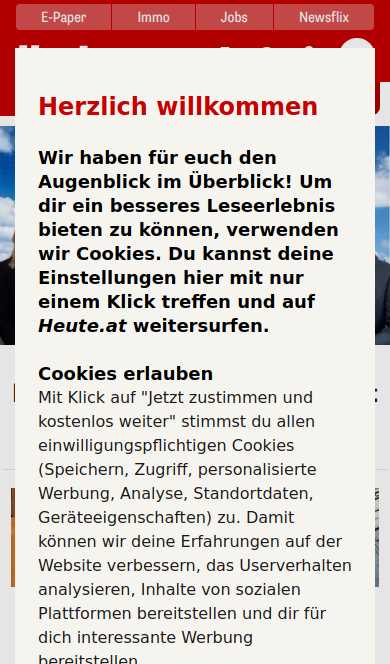 E-Paper
Immo
Jobs
Newsflix
Herzlich willkommen
Wir haben für euch den
Augenblick im Überblick! Um
dir ein besseres Leseerlebnis
bieten zu können, verwenden
wir Cookies. Du kannst deine
Einstellungen hier mit nur
einem Klick treffen und auf
Heute.at weitersurfen.
Cookies erlauben
Mit Klick auf "Jetzt zustimmen und
kostenlos weiter" stimmst du allen
einwilligungspflichtigen Cookies
(Speichern, Zugriff, personalisierte
Werbung, Analyse, Standortdaten,
Geräteeigenschaften) zu. Damit
können wir deine Erfahrungen auf der
Website verbessern, das Userverhalten
analysieren, Inhalte von sozialen
Plattformen bereitstellen und dir für
dich interessante Werbung
bereitstellen